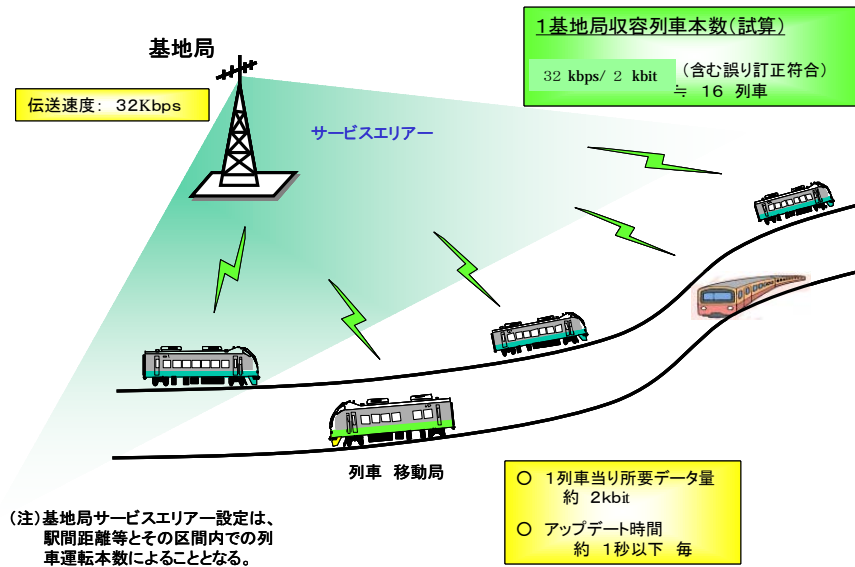 基地局
伝送速度: 32Kbps
1基地局収容列車本数(試算)
32 kbps/ 2 kbit (含む誤り訂正符合)
≒ 16 列車
サービスエリアー
列車 移動局
○ 1列車当り所要データ量
約 2kbit
○ アップデート時間
約 1秒以下 毎
(注)基地局サービスエリアー設定は、
駅間距離等とその区間内での列
車運転本数によることとなる。